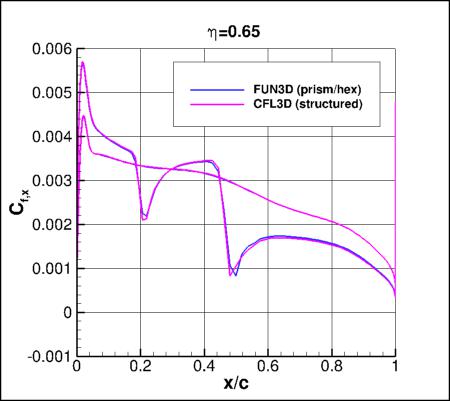 η=0.65
0.006
0.005
0.004
0.003
0.002
0.001
0
-0.001
C_f,x
FUN3D (prism/hex)
CFL3D (structured)
0 0.2 0.4 0.6 0.8 1
x/c